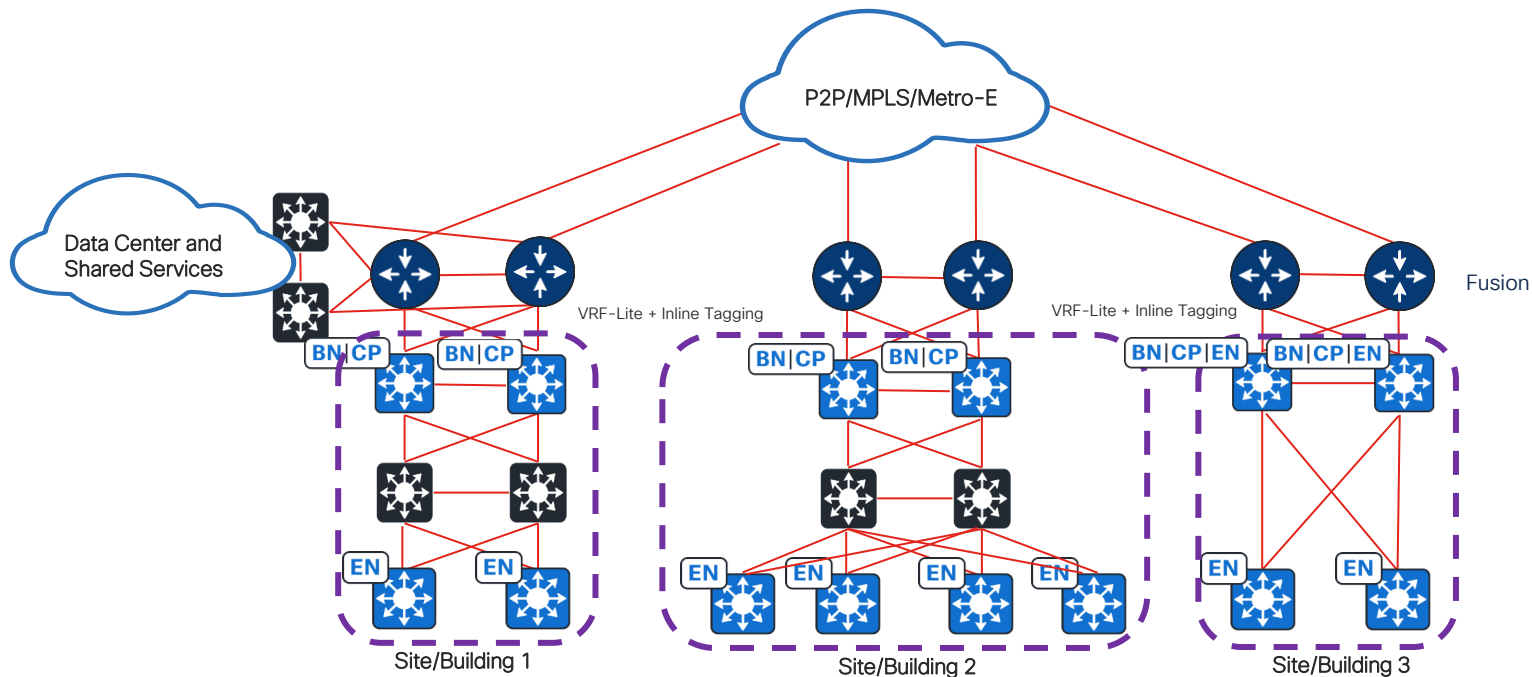 P2P/MPLS/Metro-E
Data Center and
Shared Services
Fusion
VRF-Lite + Inline Tagging
VRF-Lite + Inline Tagging
BN|CP
BN|CP
BN|CP
BN|CP
BN|CP|EN
BN|CP|EN
EN
EN
EN
EN
EN
EN
EN
EN
Site/Building 1
Site/Building 2
Site/Building 3